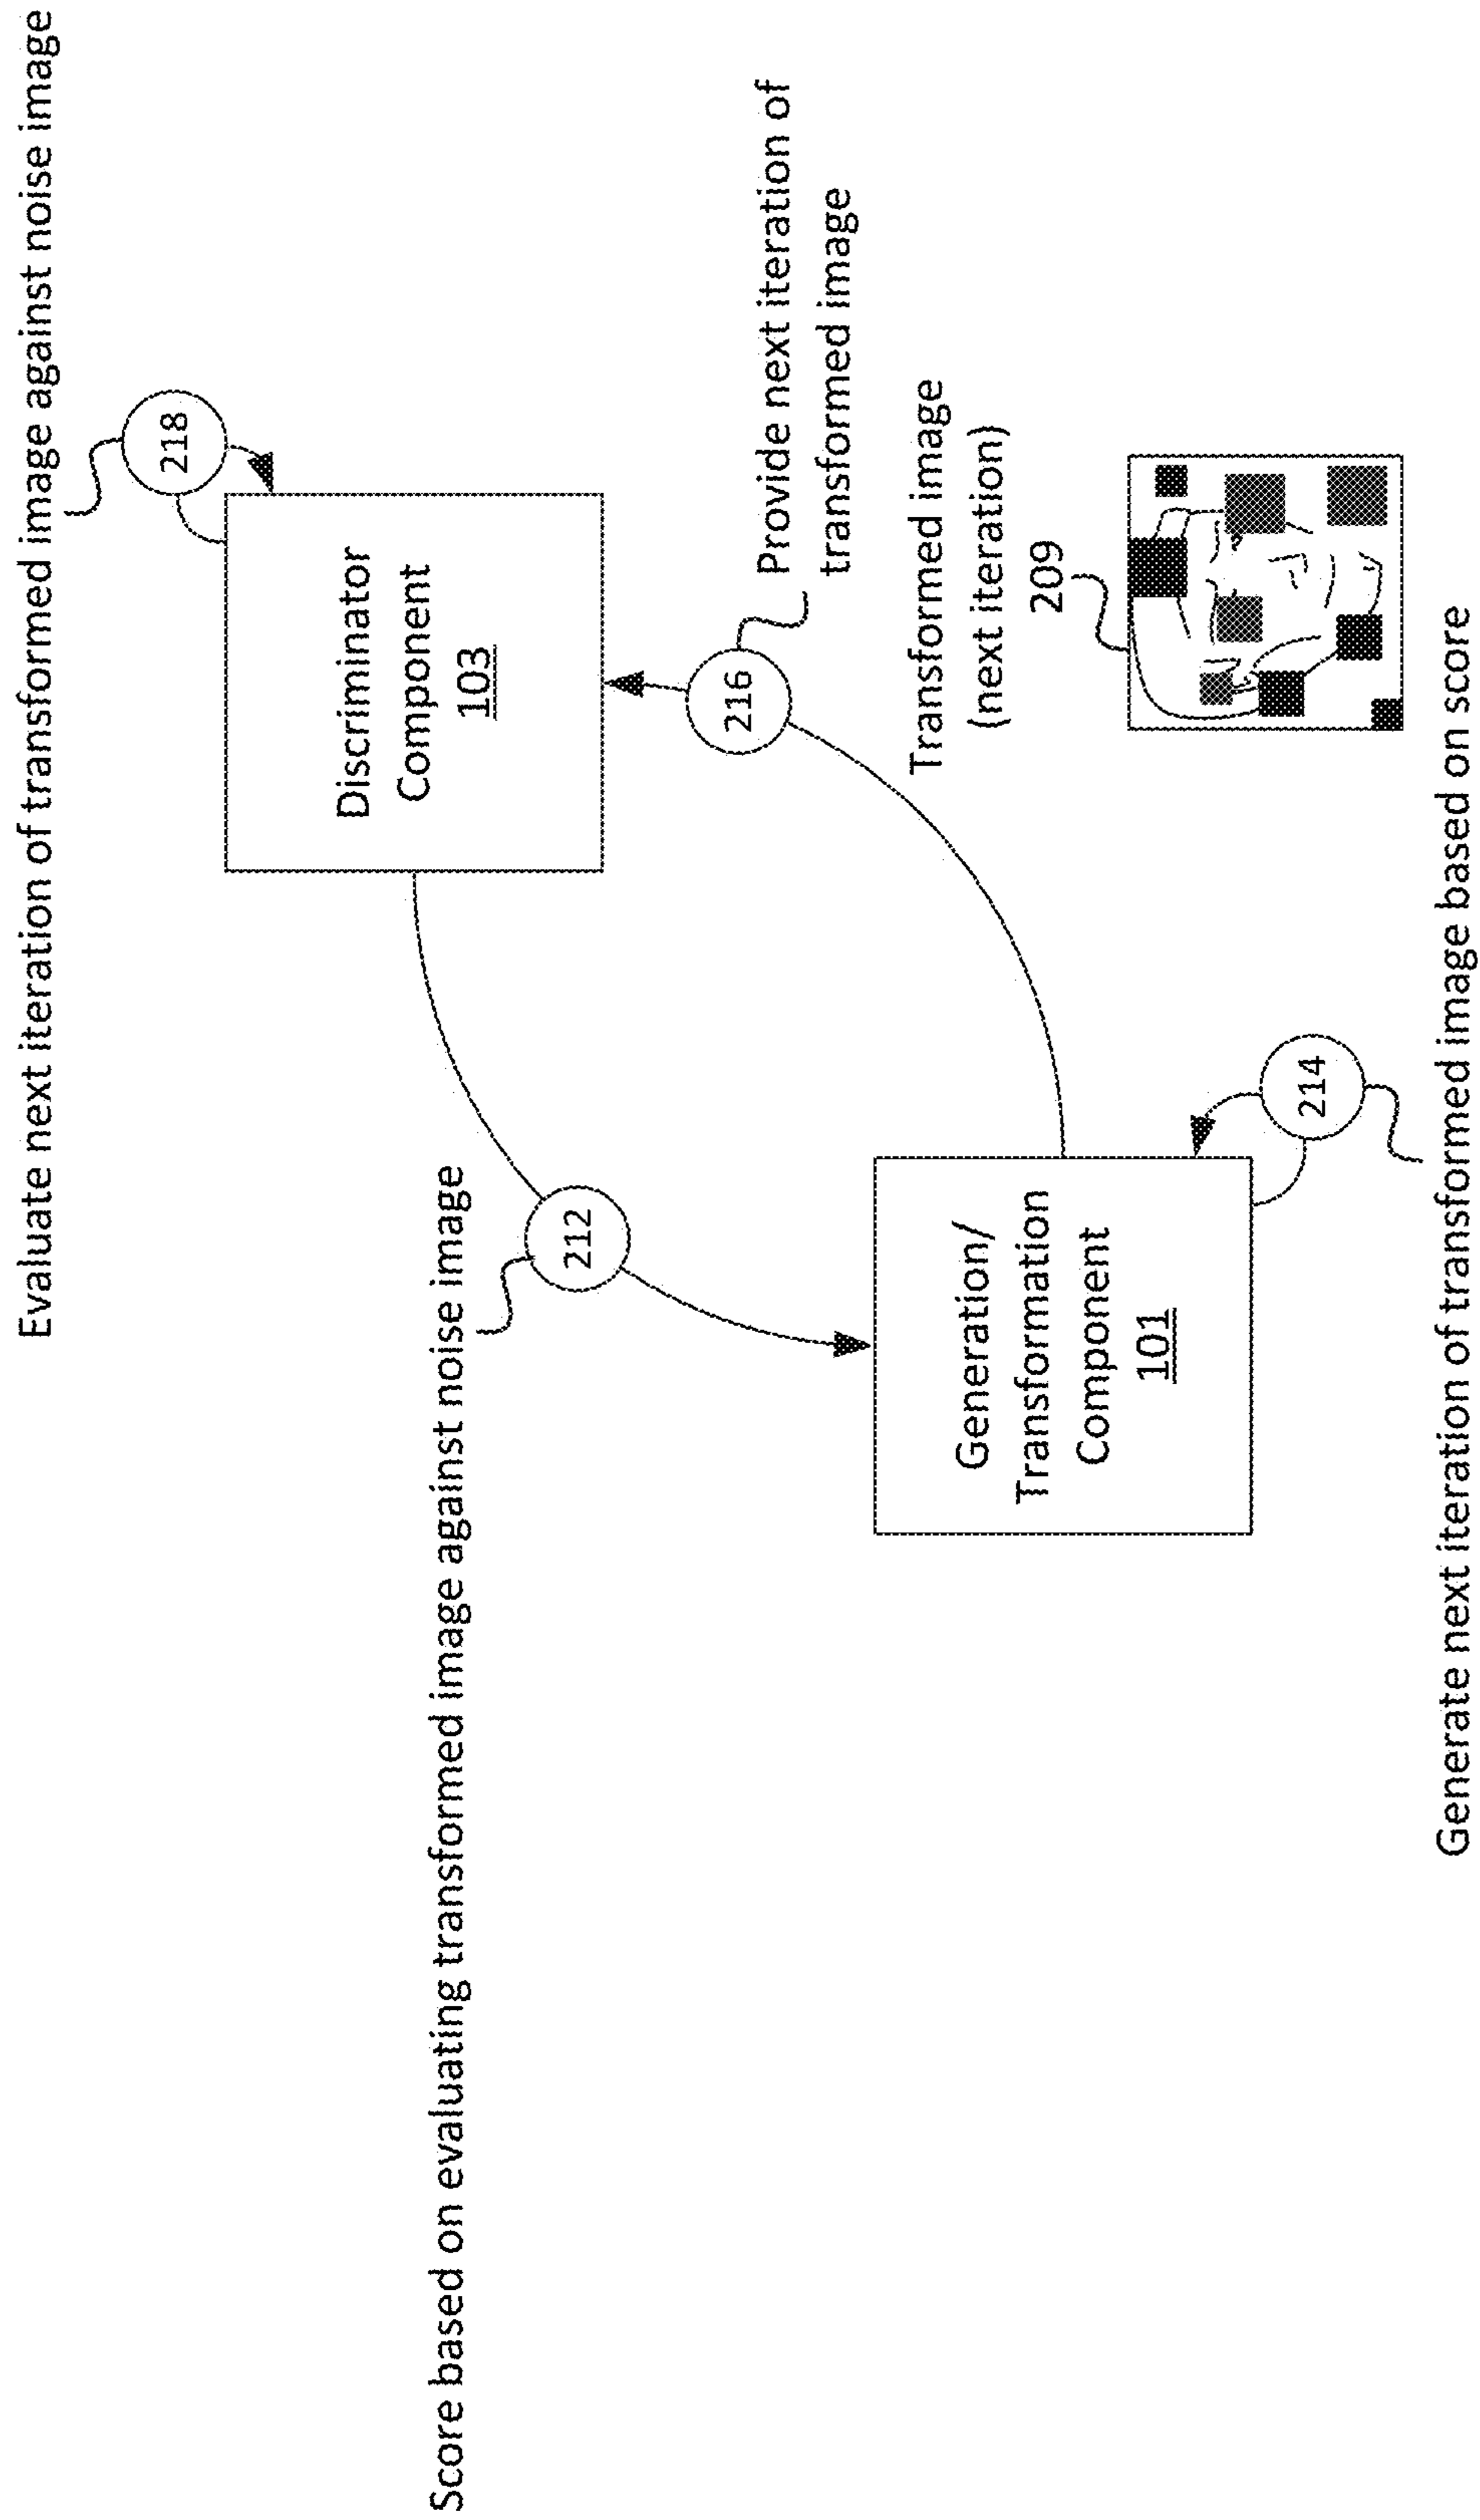 Evaluate next iteration of transformed image against noise image
218
Discriminator
Component
103
Score based on evaluating transformed image against noise image
212
216
Provide next iteration of
transformed image
Generation/
Transformation
Component
101
Transformed image
(next iteration)
209
214
Generate next iteration of transformed image based on score